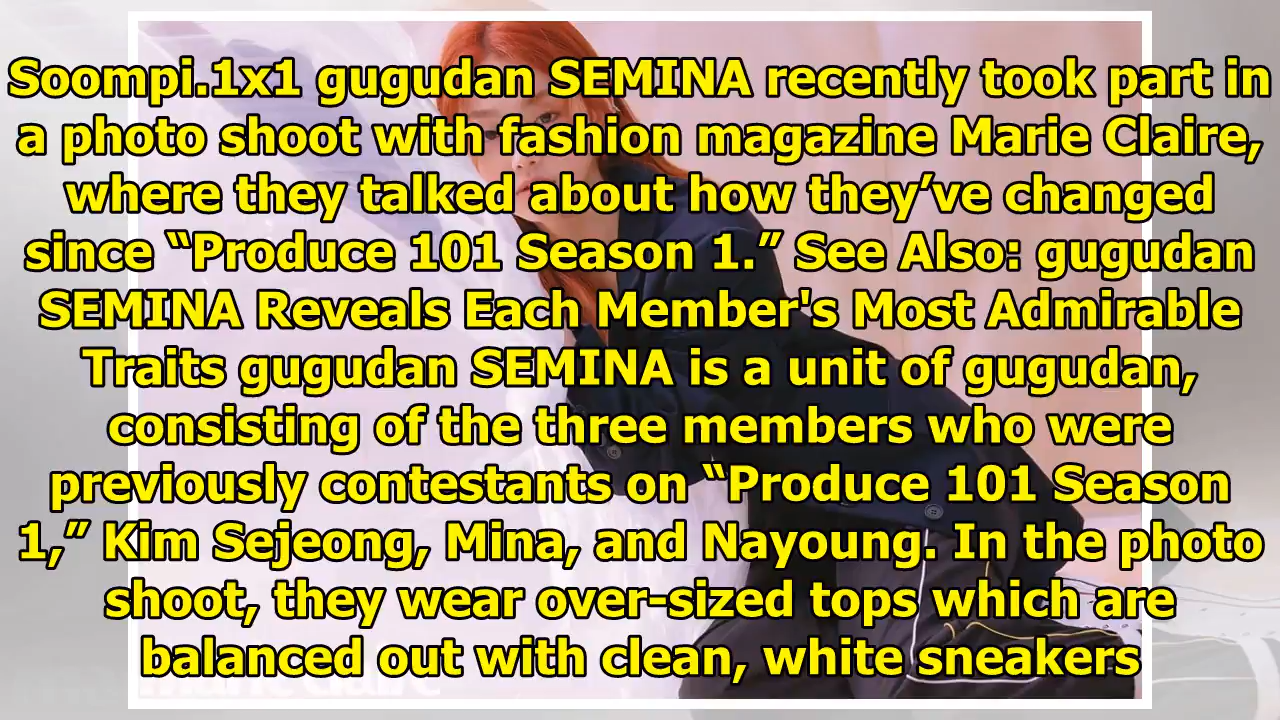 Soompi.1x1 gugudan SEMINA recently took part in
a photo shoot with fashion magazine Marie Claire,
where they talked about how they’ve changed
since “Produce 101 Season 1.” See Also: gugudan
SEMINA Reveals Each Member's Most Admirable
Traits gugudan SEMINA is a unit of gugudan,
consisting of the three members who were
previously contestants on “Produce 101 Season
1,” Kim Sejeong, Mina, and Nayoung. In the photo
shoot, they wear over-sized tops which are
balanced out with clean, white sneakers
marie claire